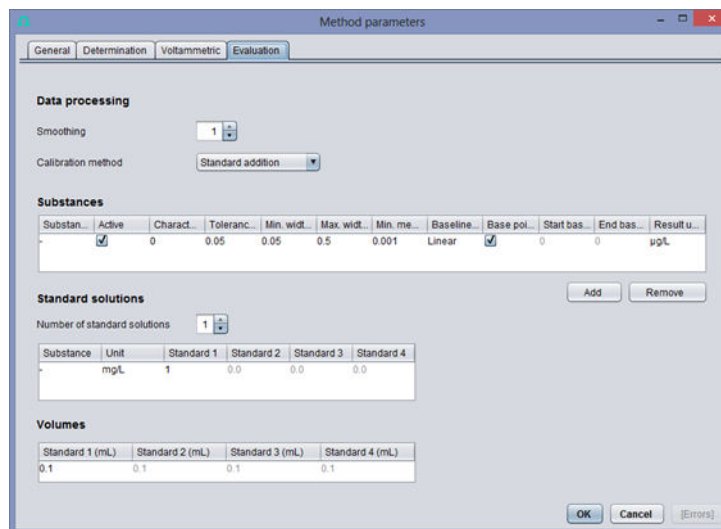 Method parameters
General Determination Voltammetric Evaluation
Data processing
Smoothing 1
Calibration method Standard addition
Substances
Substan... Active Charact... Toleranc... Min. widt... Max. widt... Min. me... Baseline... Base poi... Start bas... End bas... Result u...
- 0 0.05 0.05 0.5 0.001 Linear 0 0 µg/L
Add Remove
Standard solutions
Number of standard solutions 1
Substance Unit Standard 1 Standard 2 Standard 3 Standard 4
- mg/L 1 0.0 0.0 0.0
Volumes
Standard 1 (mL) Standard 2 (mL) Standard 3 (mL) Standard 4 (mL)
0.1 0.1 0.1 0.1
OK Cancel [Errors]